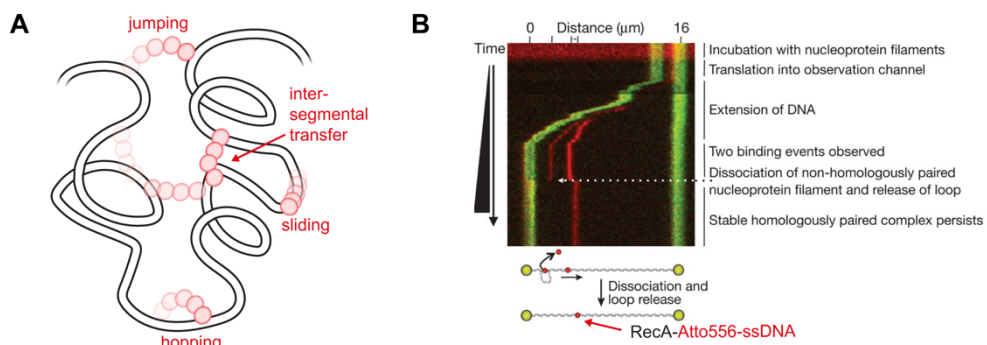 A
jumping
inter-
segmental
transfer
sliding
hopping
B
Distance (μm)
0
16
Time
Incubation with nucleoprotein filaments
Translation into observation channel
Extension of DNA
Two binding events observed
Dissociation of non-homologously paired
nucleoprotein filament and release of loop
Stable homologously paired complex persists
Dissociation and
loop release
RecA-Atto556-ssDNA